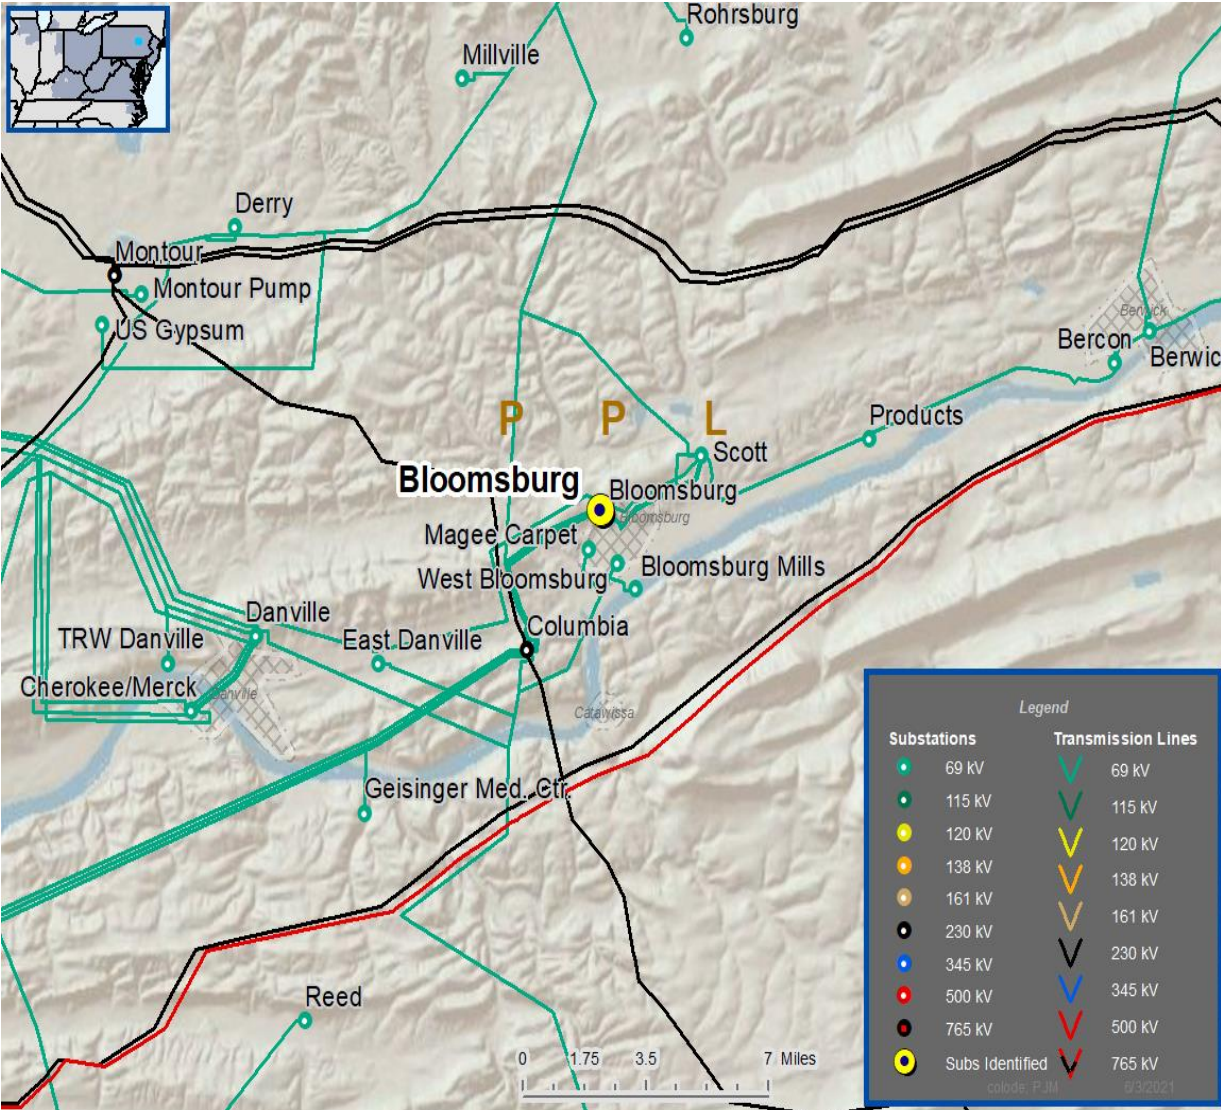 Rohrsburg
Millville
Derry
Montour
Montour Pump
US Gypsum
Berwick
Bercon
Berwic
P P L
Products
Scott
Bloomsburg
Bloomsburg
Bloomsburg
Magee Carpet
West Bloomsburg
Bloomsburg Mills
Danville
TRW Danville
East Danville
Columbia
Cherokee/Merck
Danville
Catawissa
Geisinger Med. Ctr.
Reed
0 1.75 3.5 7 Miles
Legend
Substations Transmission Lines
69 kV 69 kV
115 kV 115 kV
120 kV 120 kV
138 kV 138 kV
161 kV 161 kV
230 kV 230 kV
345 kV 345 kV
500 kV 500 kV
765 kV 765 kV
Subs Identified
colode, PJM 6/3/2021